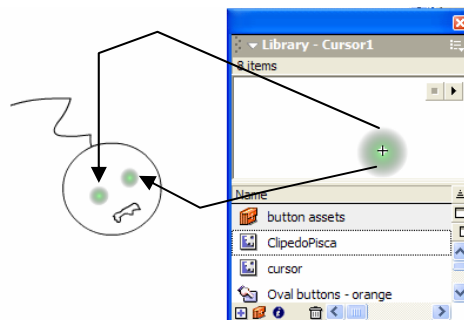 Library - Cursor1
8 items
Name
button assets
ClipedoPisca
cursor
Oval buttons - orange